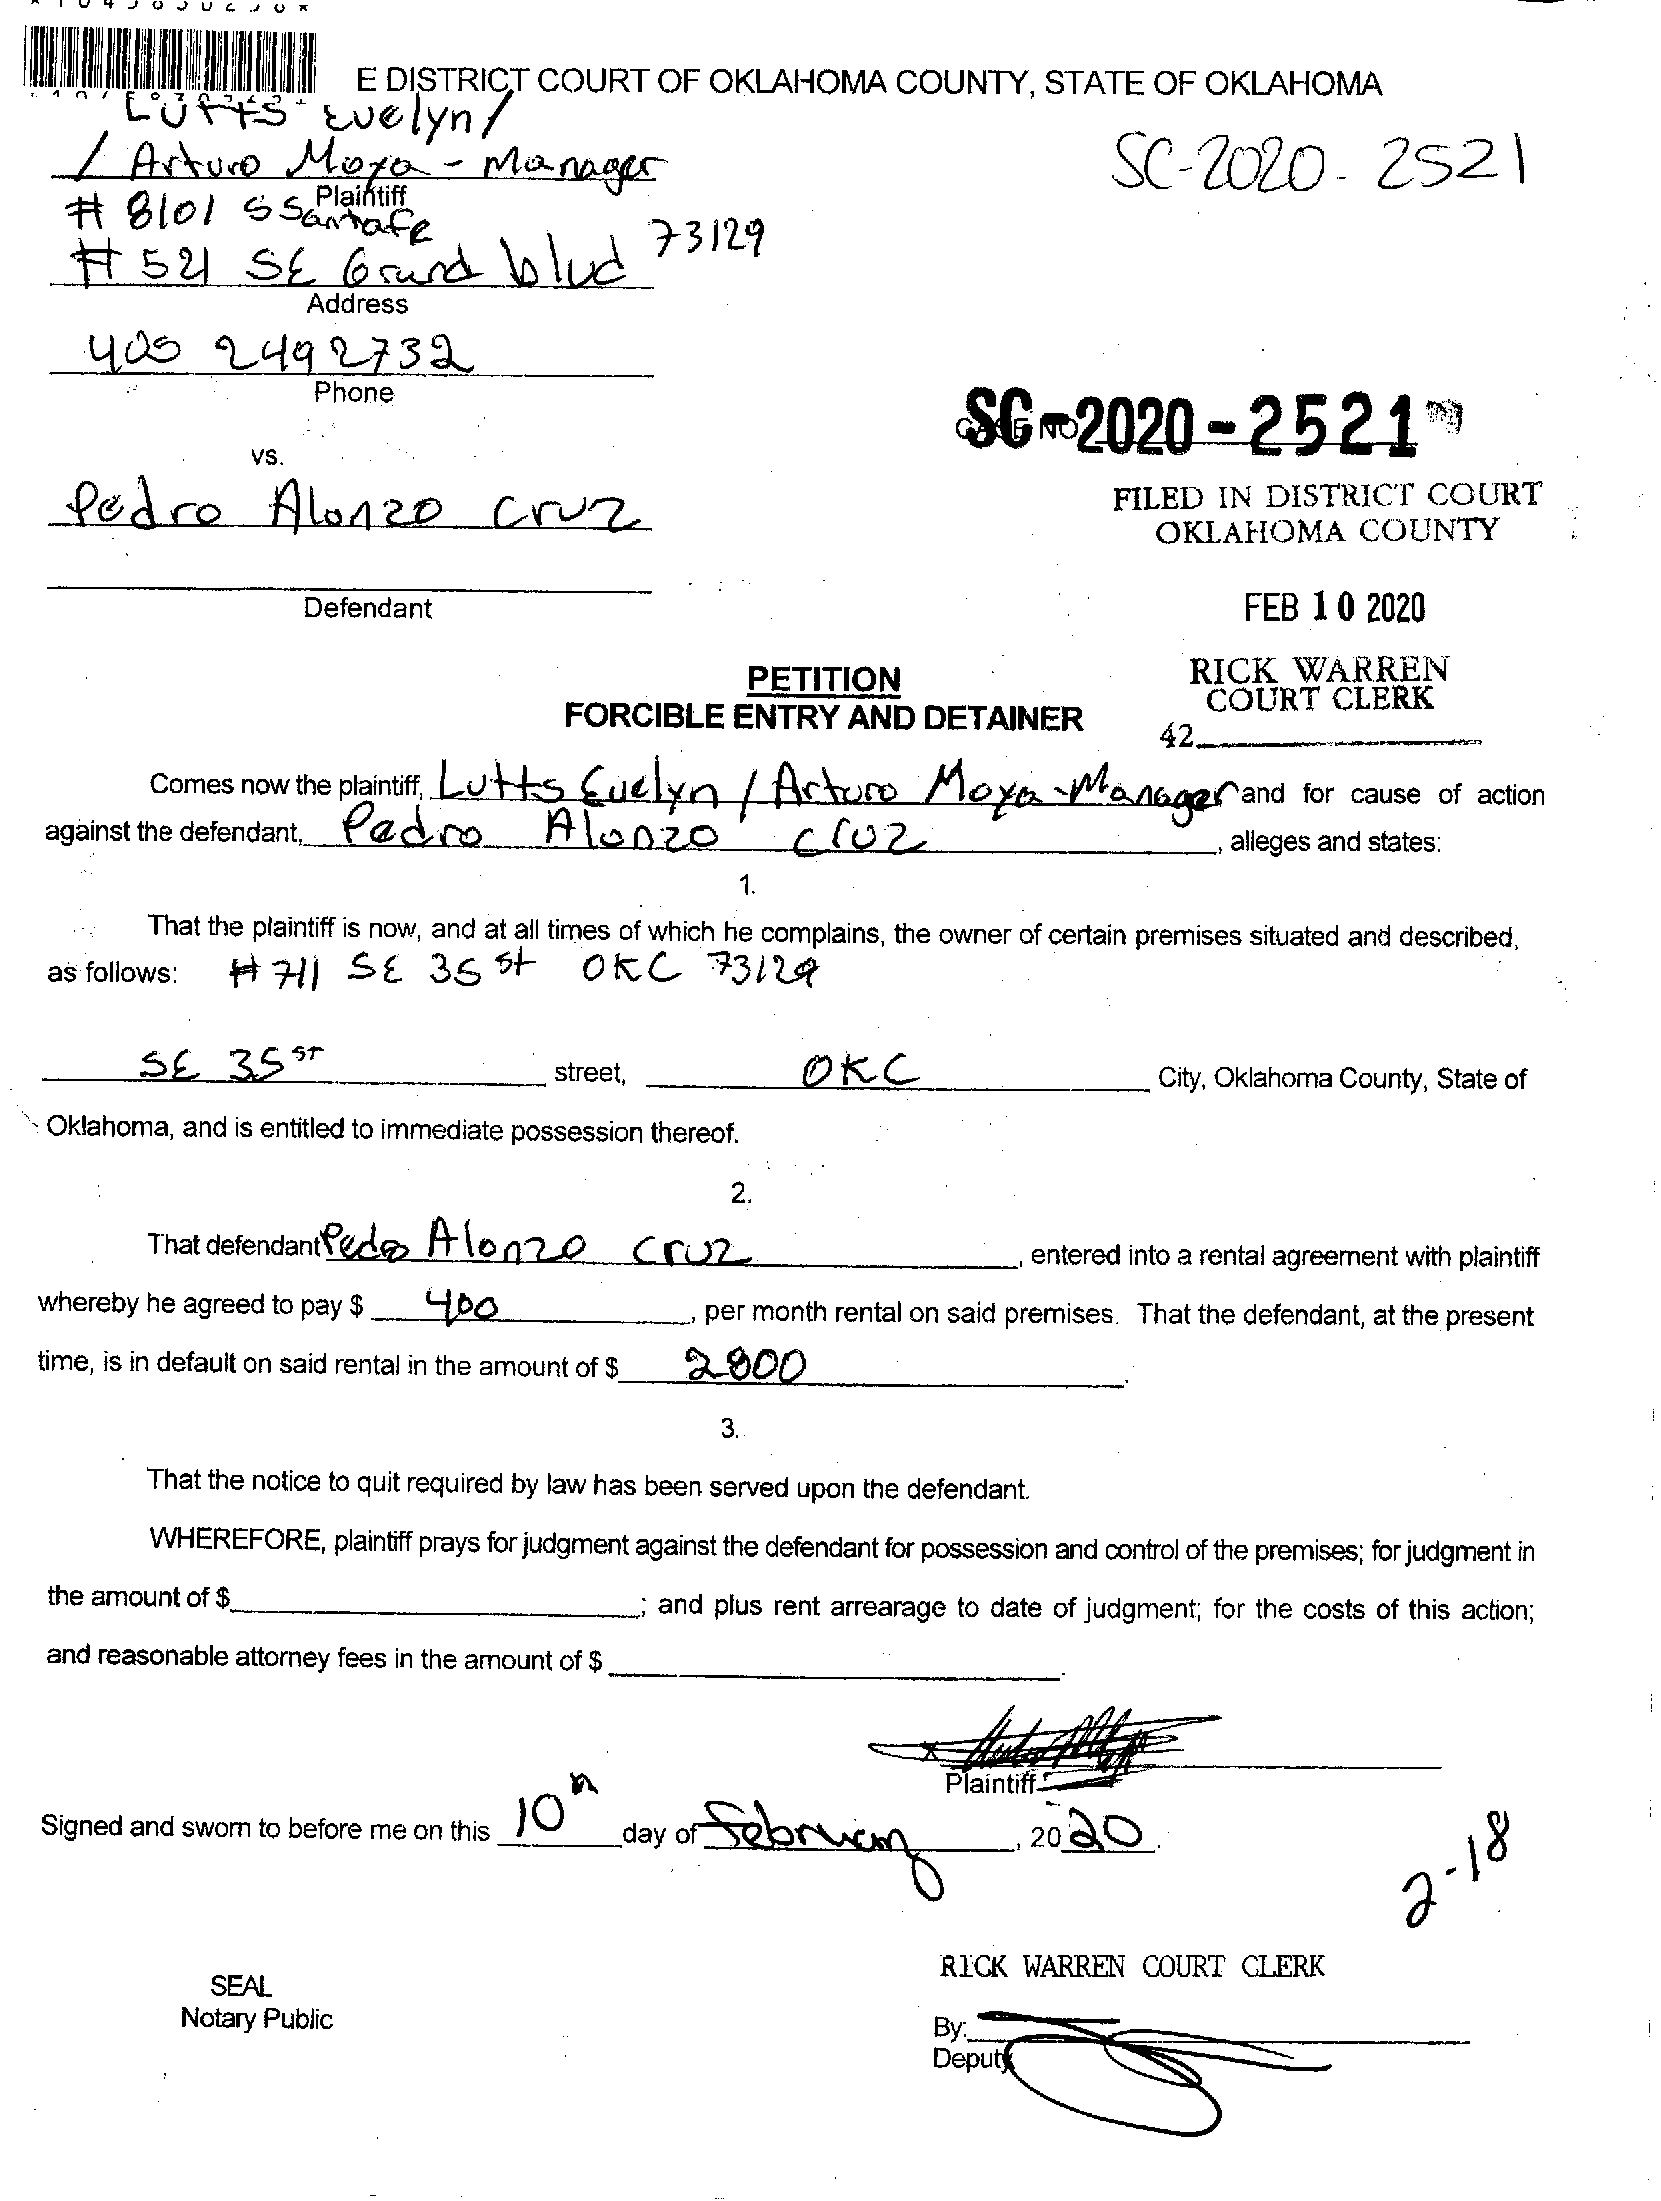 E DISTRICT COURT OF OKLAHOMA COUNTY, STATE OF OKLAHOMA
Lutts Evelyn /
/ Arturo Moya - Manager
SC-2020-2521
Plaintiff
# 8101 S Santa Fe
# 521 SE Grand blvd 73129
Address
405 2492732
Phone
SC-2020-2521
CASE NO
vs.
Pedro Alonzo Cruz
FILED IN DISTRICT COURT
OKLAHOMA COUNTY
Defendant
FEB 10 2020
PETITION
FORCIBLE ENTRY AND DETAINER
RICK WARREN
COURT CLERK
42
Comes now the plaintiff, Lutts Evelyn / Arturo Moya - Manager and for cause of action
against the defendant, Pedro Alonzo Cruz, alleges and states:
1.
That the plaintiff is now, and at all times of which he complains, the owner of certain premises situated and described,
as follows: # 711 SE 35 st OKC 73129
SE 35 ST street, OKC City, Oklahoma County, State of
Oklahoma, and is entitled to immediate possession thereof.
2.
That defendant Pedro Alonzo Cruz, entered into a rental agreement with plaintiff
whereby he agreed to pay $ 400, per month rental on said premises. That the defendant, at the present
time, is in default on said rental in the amount of $ 2800.
3.
That the notice to quit required by law has been served upon the defendant.
WHEREFORE, plaintiff prays for judgment against the defendant for possession and control of the premises; for judgment in
the amount of $ ; and plus rent arrearage to date of judgment; for the costs of this action;
and reasonable attorney fees in the amount of $ .
x
Plaintiff
Signed and sworn to before me on this 10th day of February, 2020.
2-18
RICK WARREN COURT CLERK
SEAL
Notary Public
By:
Deputy